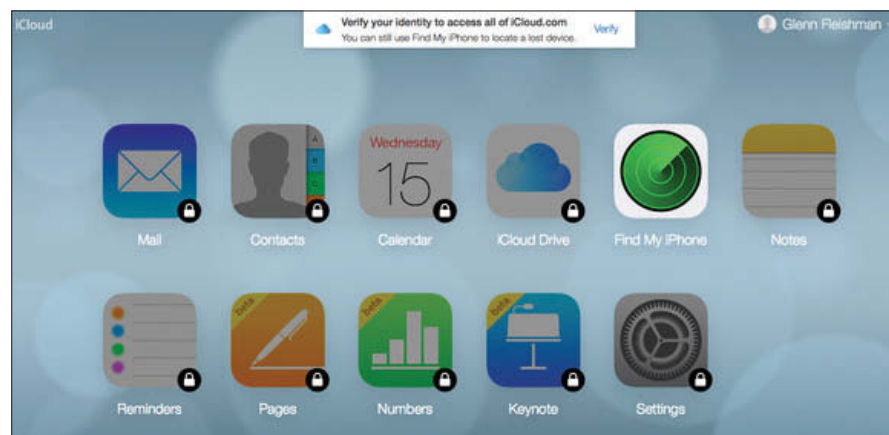 iCloud
Verify your identity to access all of iCloud.com
You can still use Find My iPhone to locate a lost device.
Verify
Glenn Fleishman
Wednesday
15
A
B
C
Mail
Contacts
Calendar
iCloud Drive
Find My iPhone
Notes
beta
beta
beta
Reminders
Pages
Numbers
Keynote
Settings